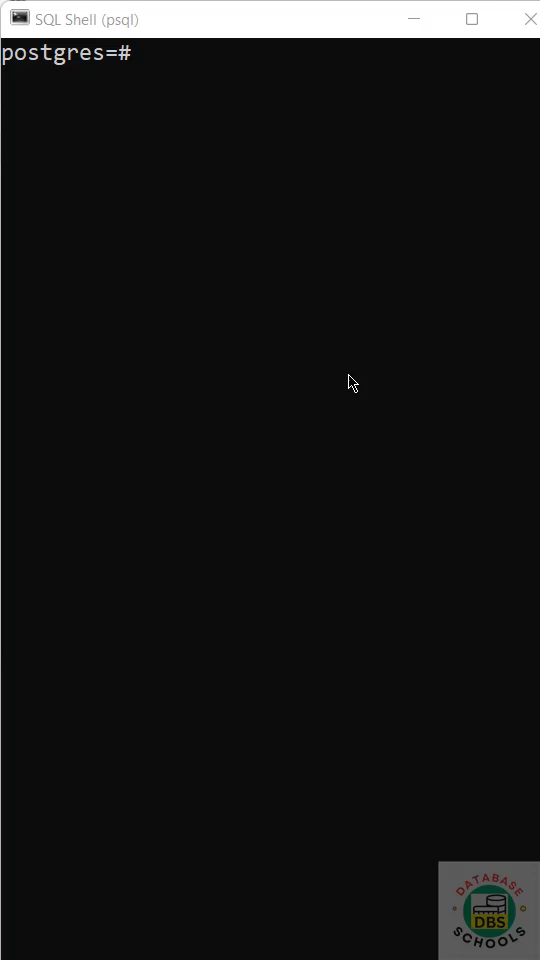 SQL Shell (psql)
postgres=#
DATABASE
DBS
SCHOOLS